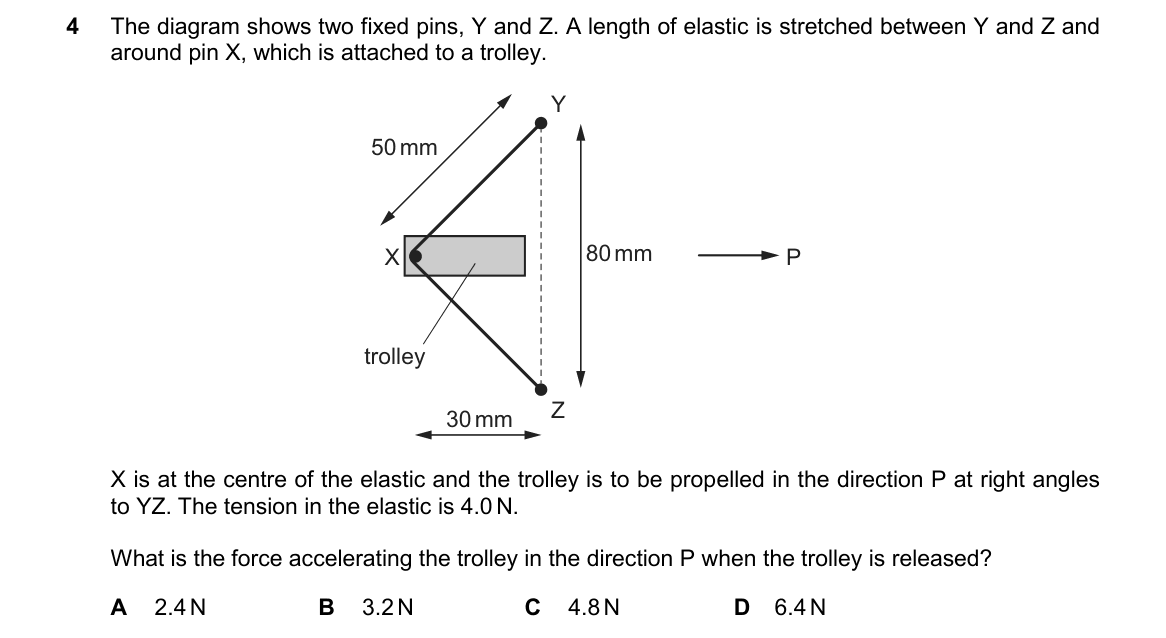 4 The diagram shows two fixed pins, Y and Z. A length of elastic is stretched between Y and Z and
around pin X, which is attached to a trolley.
Y
50 mm
X
80 mm
P
trolley
Z
30 mm
X is at the centre of the elastic and the trolley is to be propelled in the direction P at right angles
to YZ. The tension in the elastic is 4.0 N.
What is the force accelerating the trolley in the direction P when the trolley is released?
A 2.4 N B 3.2 N C 4.8 N D 6.4 N